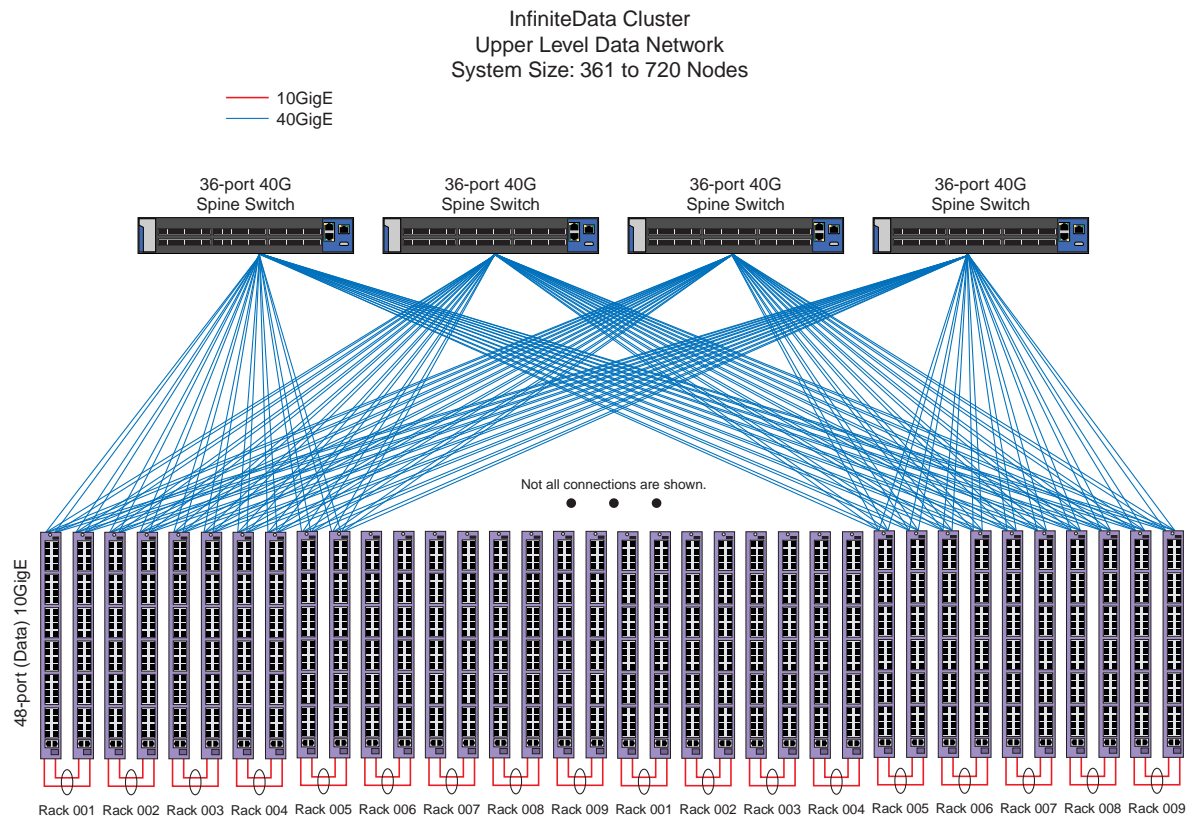 InfiniteData Cluster
Upper Level Data Network
System Size: 361 to 720 Nodes
10GigE
40GigE
36-port 40G
Spine Switch
36-port 40G
Spine Switch
36-port 40G
Spine Switch
36-port 40G
Spine Switch
Not all connections are shown.
48-port (Data) 10GigE
Rack 001 Rack 002 Rack 003 Rack 004 Rack 005 Rack 006 Rack 007 Rack 008 Rack 009 Rack 001 Rack 002 Rack 003 Rack 004 Rack 005 Rack 006 Rack 007 Rack 008 Rack 009